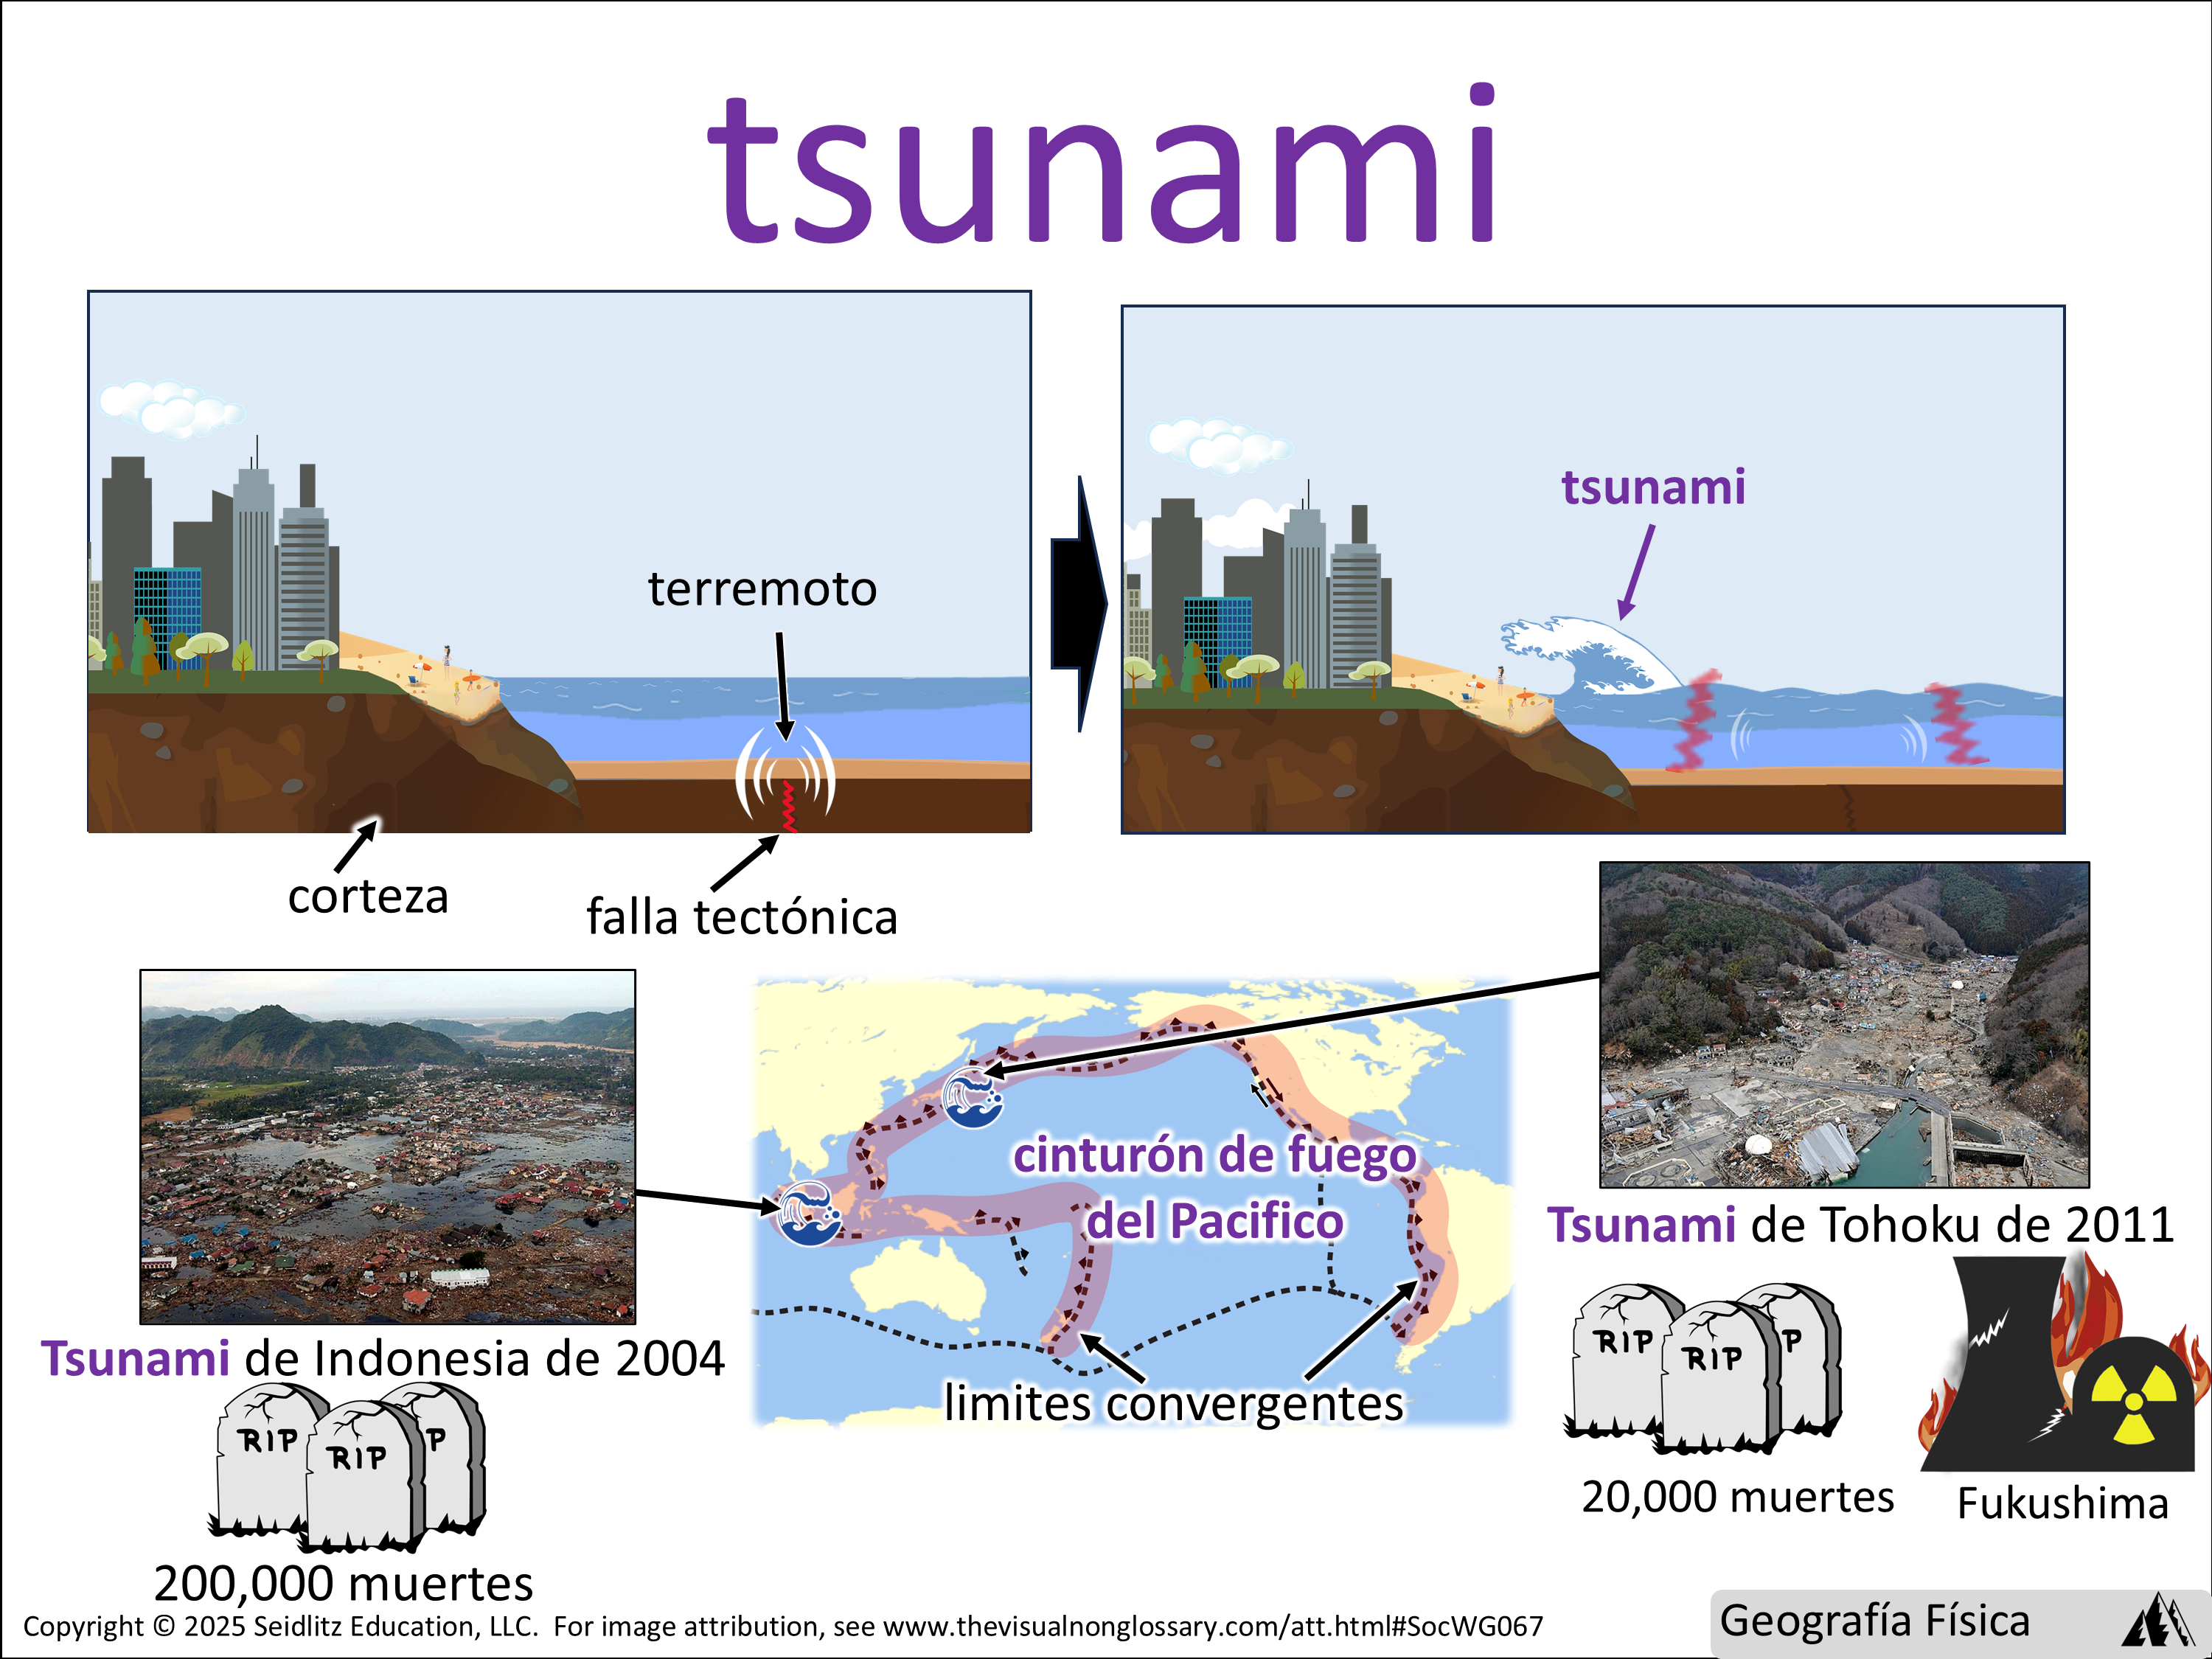 tsunami
terremoto
tsunami
corteza
falla tectónica
cinturón de fuego
del Pacifico
limites convergentes
Tsunami de Tohoku de 2011
RIP
RIP
P
20,000 muertes
Fukushima
Tsunami de Indonesia de 2004
RIP
RIP
P
200,000 muertes
Copyright © 2025 Seidlitz Education, LLC.  For image attribution, see www.thevisualnonglossary.com/att.html#SocWG067
Geografía Física